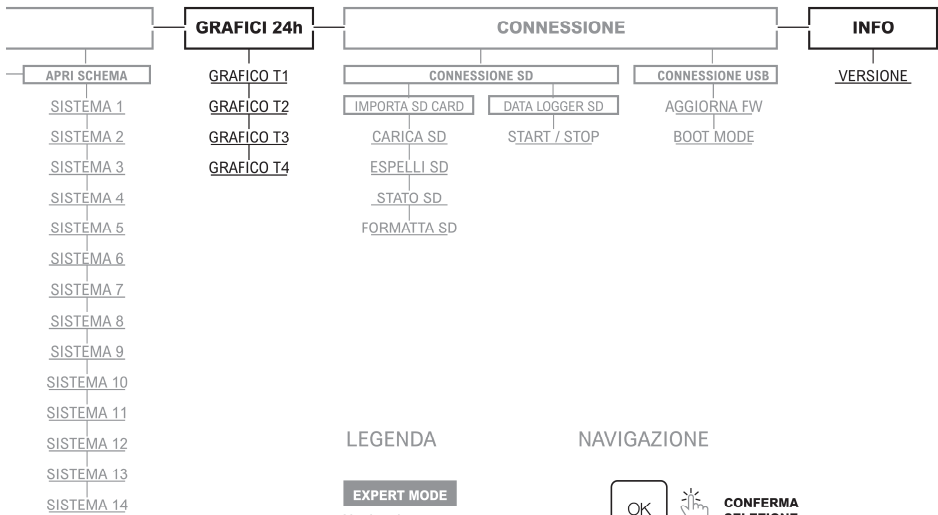 GRAFICI 24h
CONNESSIONE
INFO
APRI SCHEMA
SISTEMA 1
SISTEMA 2
SISTEMA 3
SISTEMA 4
SISTEMA 5
SISTEMA 6
SISTEMA 7
SISTEMA 8
SISTEMA 9
SISTEMA 10
SISTEMA 11
SISTEMA 12
SISTEMA 13
SISTEMA 14
GRAFICO T1
GRAFICO T2
GRAFICO T3
GRAFICO T4
CONNESSIONE SD
IMPORTA SD CARD
CARICA SD
ESPELLI SD
STATO SD
FORMATTA SD
DATA LOGGER SD
START / STOP
CONNESSIONE USB
AGGIORNA FW
BOOT MODE
VERSIONE
LEGENDA
EXPERT MODE
NAVIGAZIONE
OK
CONFERMA
SELEZIONE